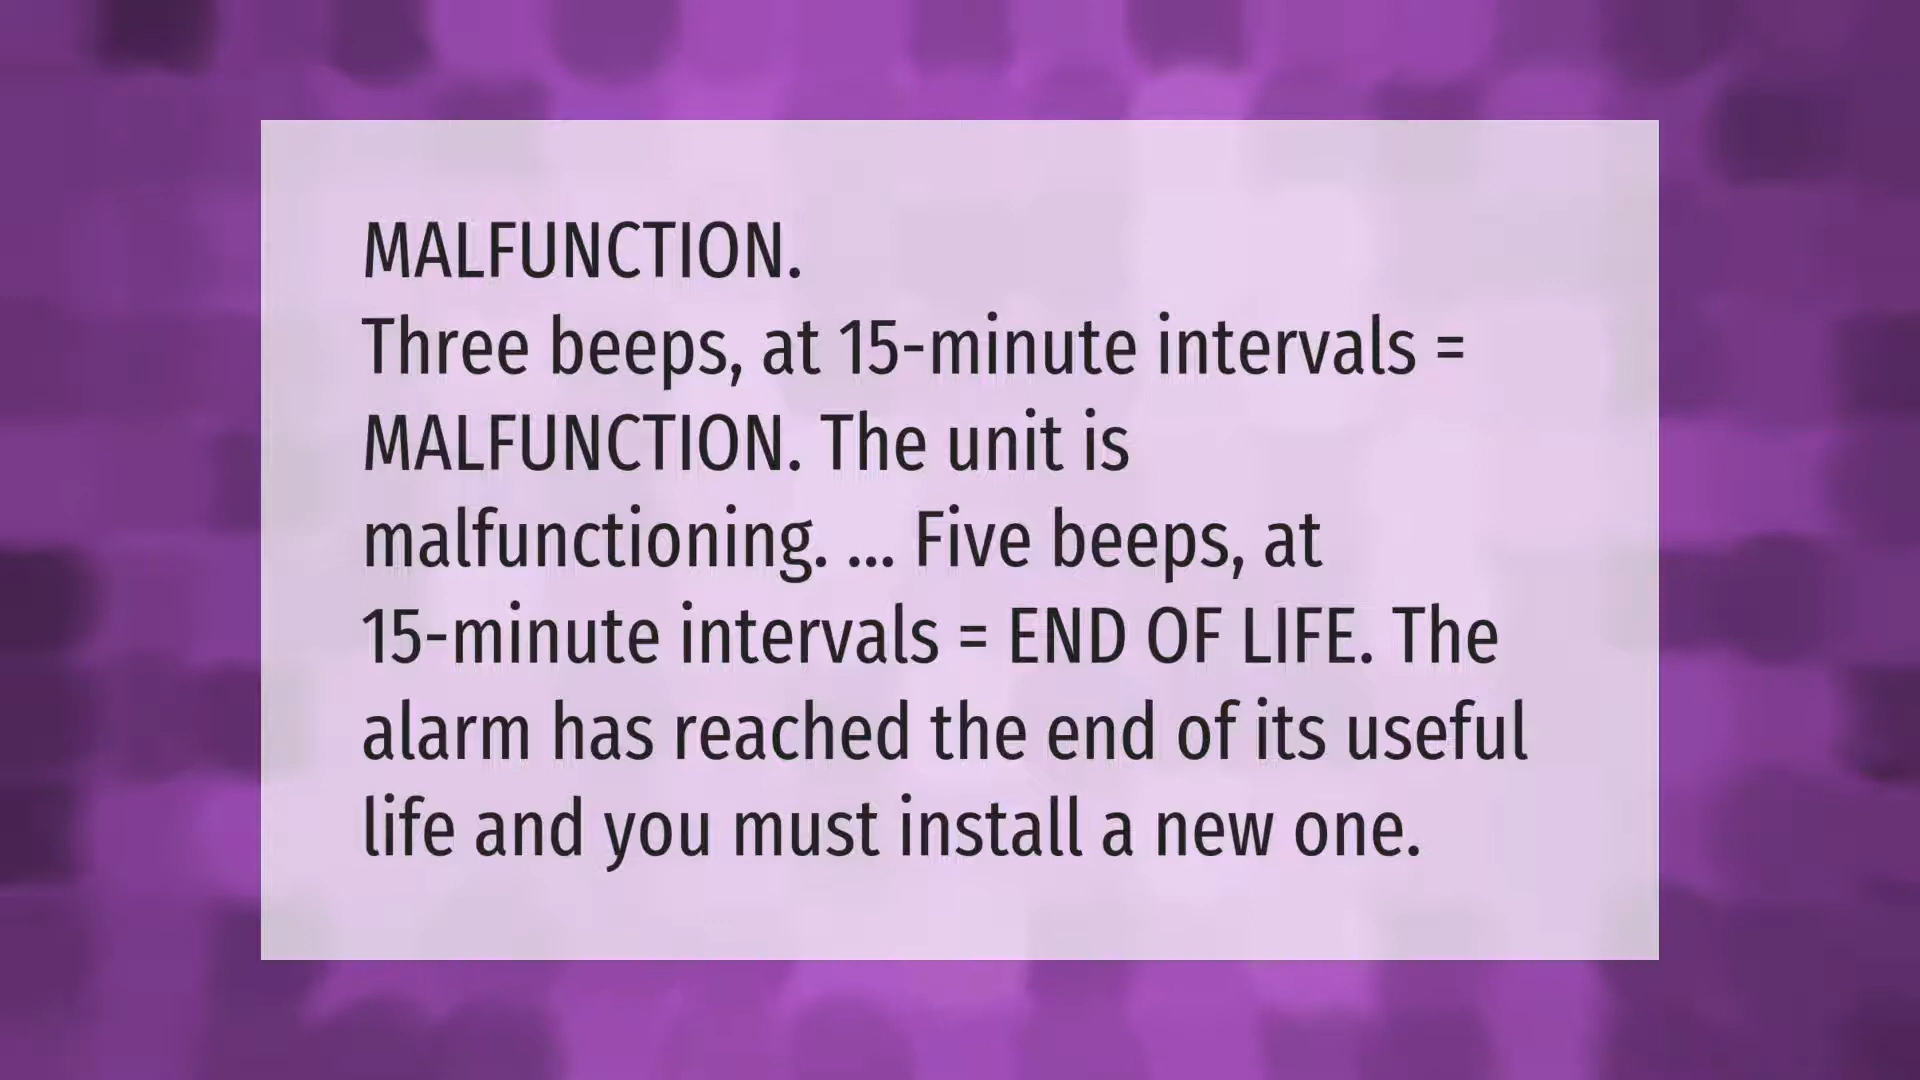 MALFUNCTION.
Three beeps, at 15-minute intervals =
MALFUNCTION. The unit is
malfunctioning. ... Five beeps, at
15-minute intervals = END OF LIFE. The
alarm has reached the end of its useful
life and you must install a new one.